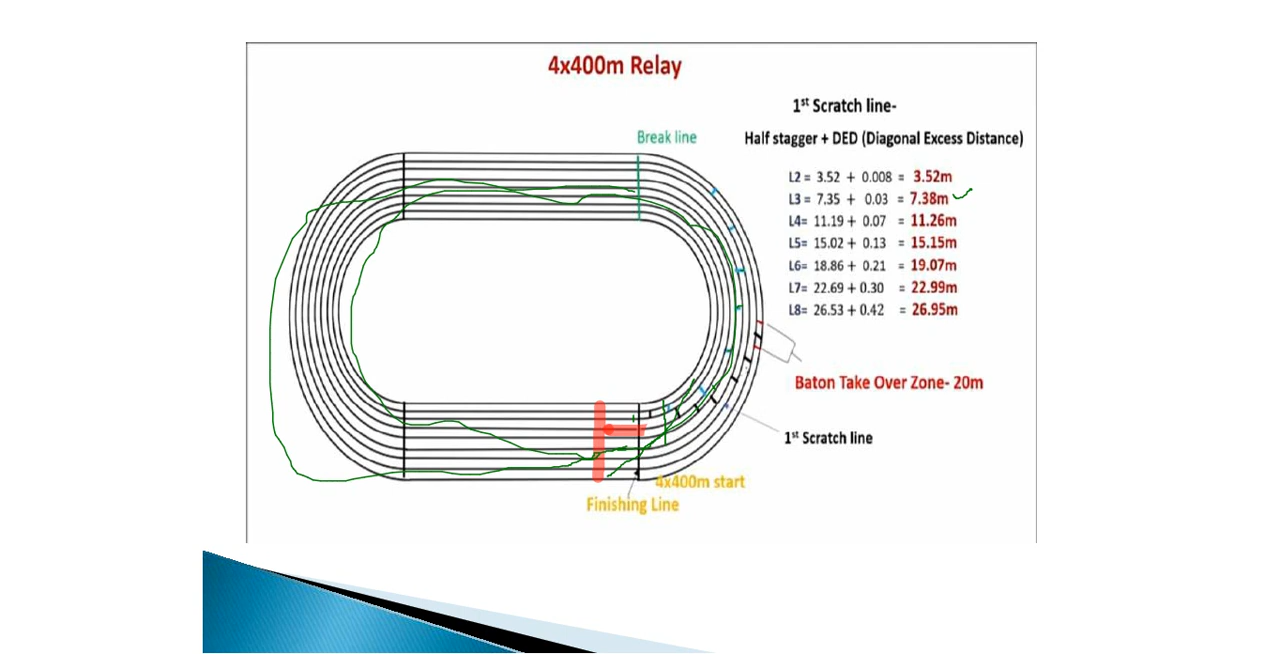 4x400m Relay
1st Scratch line-
Break line
Half stagger + DED (Diagonal Excess Distance)
L2 = 3.52 + 0.008 = 3.52m
L3 = 7.35 + 0.03 = 7.38m
L4= 11.19 + 0.07 = 11.26m
L5= 15.02 + 0.13 = 15.15m
L6= 18.86 + 0.21 = 19.07m
L7= 22.69 + 0.30 = 22.99m
L8= 26.53 + 0.42 = 26.95m
Baton Take Over Zone- 20m
1st Scratch line
4x400m start
Finishing Line